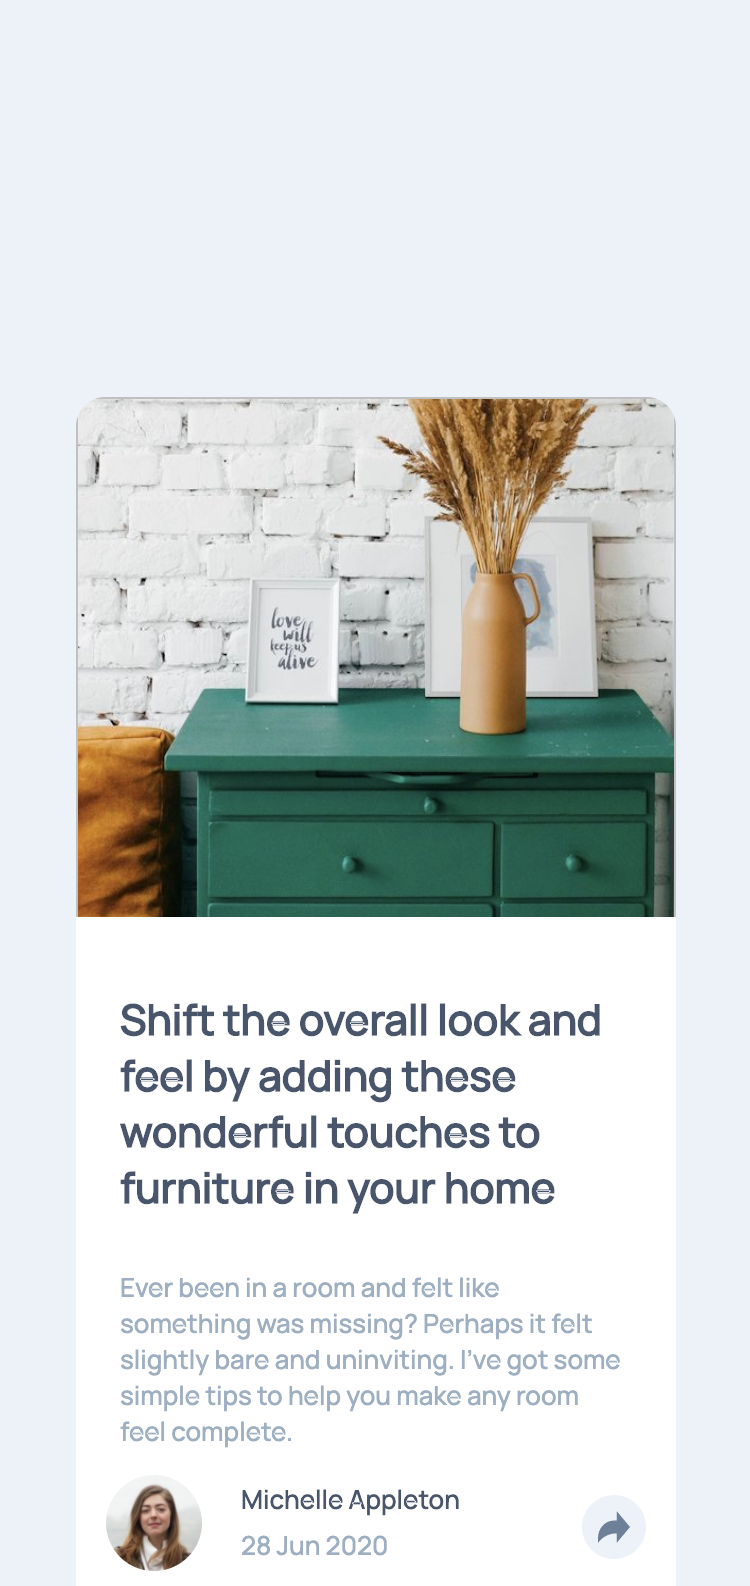 love
will
keep us
alive
Shift the overall look and
feel by adding these
wonderful touches to
furniture in your home
Ever been in a room and felt like
something was missing? Perhaps it felt
slightly bare and uninviting. I’ve got some
simple tips to help you make any room
feel complete.
Michelle Appleton
28 Jun 2020